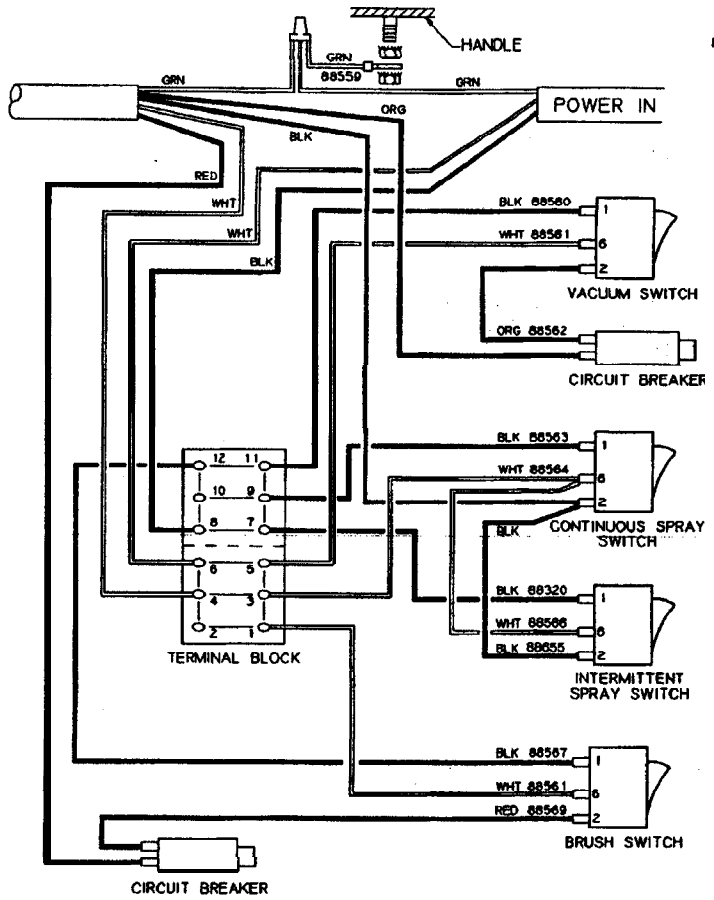 HANDLE
GRN
88559
GRN
GRN
POWER IN
ORG
BLK
RED
WHT
WHT
BLK
BLK 88560
1
WHT 88561
6
2
VACUUM SWITCH
ORG 88562
CIRCUIT BREAKER
BLK 88563
1
WHT 88564
6
2
BLK
CONTINUOUS SPRAY
SWITCH
12 11
10 9
8 7
6 5
4 3
2 1
TERMINAL BLOCK
BLK 88320
1
WHT 88566
6
BLK 88655
2
INTERMITTENT
SPRAY SWITCH
BLK 88567
1
WHT 88561
6
RED 88569
2
BRUSH SWITCH
CIRCUIT BREAKER